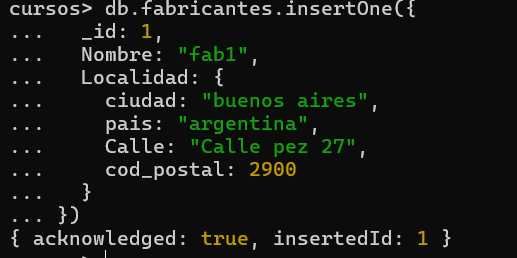 cursos> db.fabricantes.insertOne({
...   _id: 1,
...   Nombre: "fab1",
...   Localidad: {
...     ciudad: "buenos aires",
...     pais: "argentina",
...     Calle: "Calle pez 27",
...     cod_postal: 2900
...   }
... })
{ acknowledged: true, insertedId: 1 }